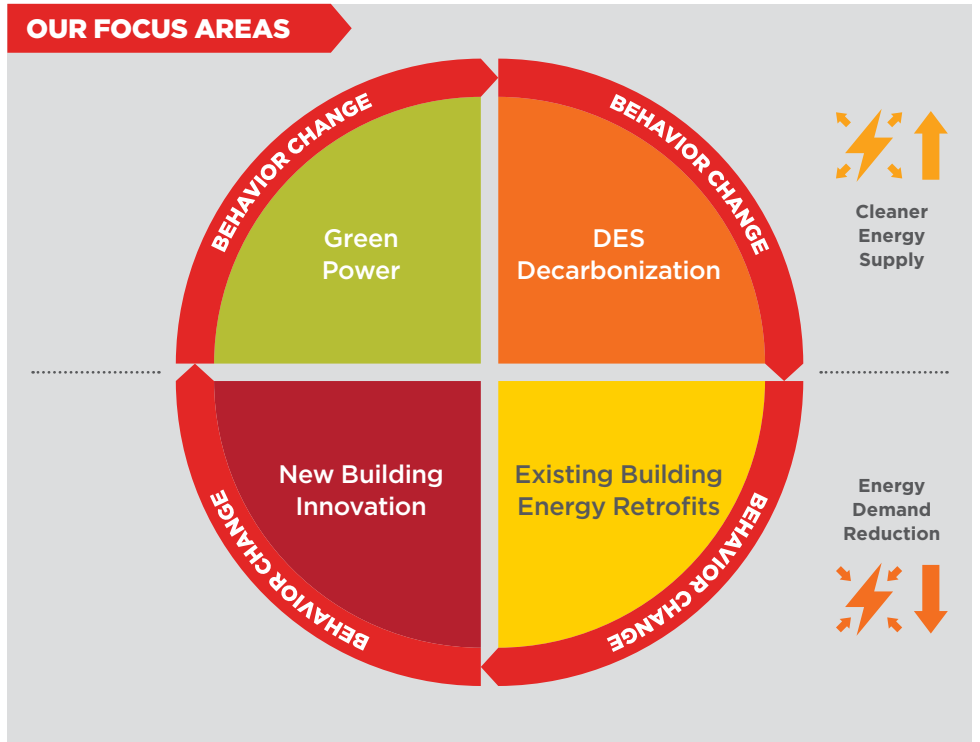 OUR FOCUS AREAS
BEHAVIOR CHANGE
BEHAVIOR CHANGE
Green
Power
DES
Decarbonization
Cleaner
Energy
Supply
New Building
Innovation
Existing Building
Energy Retrofits
Energy
Demand
Reduction
BEHAVIOR CHANGE
BEHAVIOR CHANGE